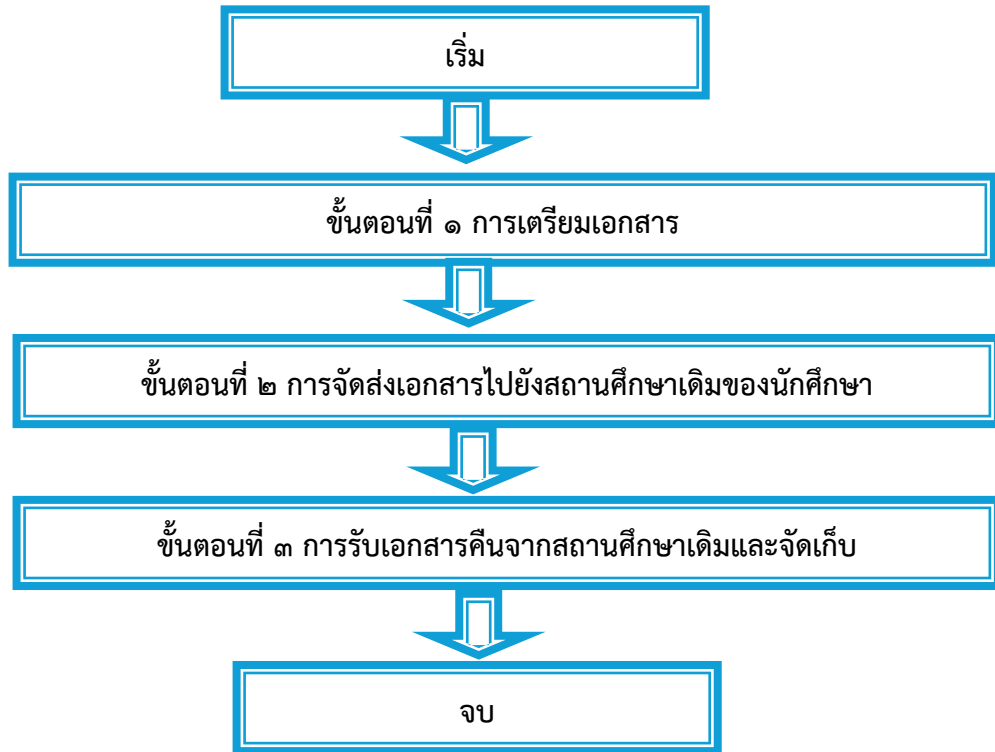 เริ่ม
ขั้นตอนที่ ๑ การเตรียมเอกสาร
ขั้นตอนที่ ๒ การจัดส่งเอกสารไปยังสถานศึกษาเดิมของนักศึกษา
ขั้นตอนที่ ๓ การรับเอกสารคืนจากสถานศึกษาเดิมและจัดเก็บ
จบ